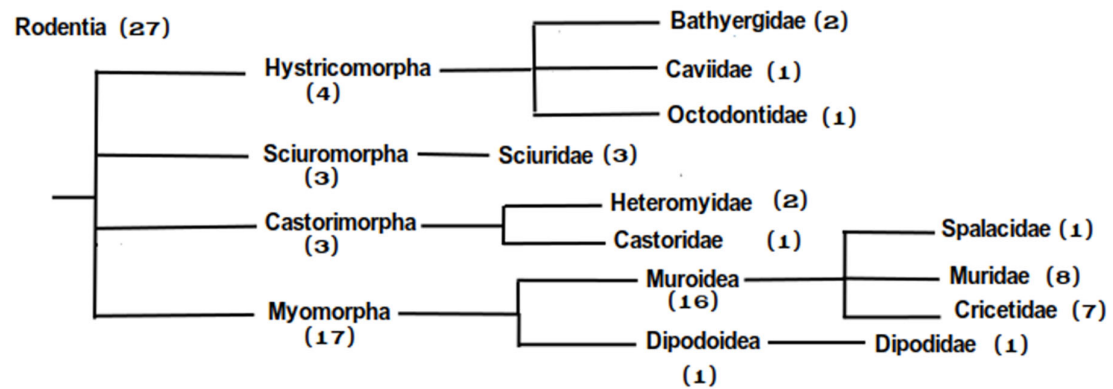 Rodentia (27)
Bathyergidae (2)
Hystricomorpha
(4)
Caviidae (1)
Octodontidae (1)
Sciuromorpha
(3)
Sciuridae (3)
Castorimorpha
(3)
Heteromyidae (2)
Castoridae (1)
Myomorpha
(17)
Muroidea
(16)
Spalacidae (1)
Muridae (8)
Cricetidae (7)
Dipodoidea
(1)
Dipodidae (1)